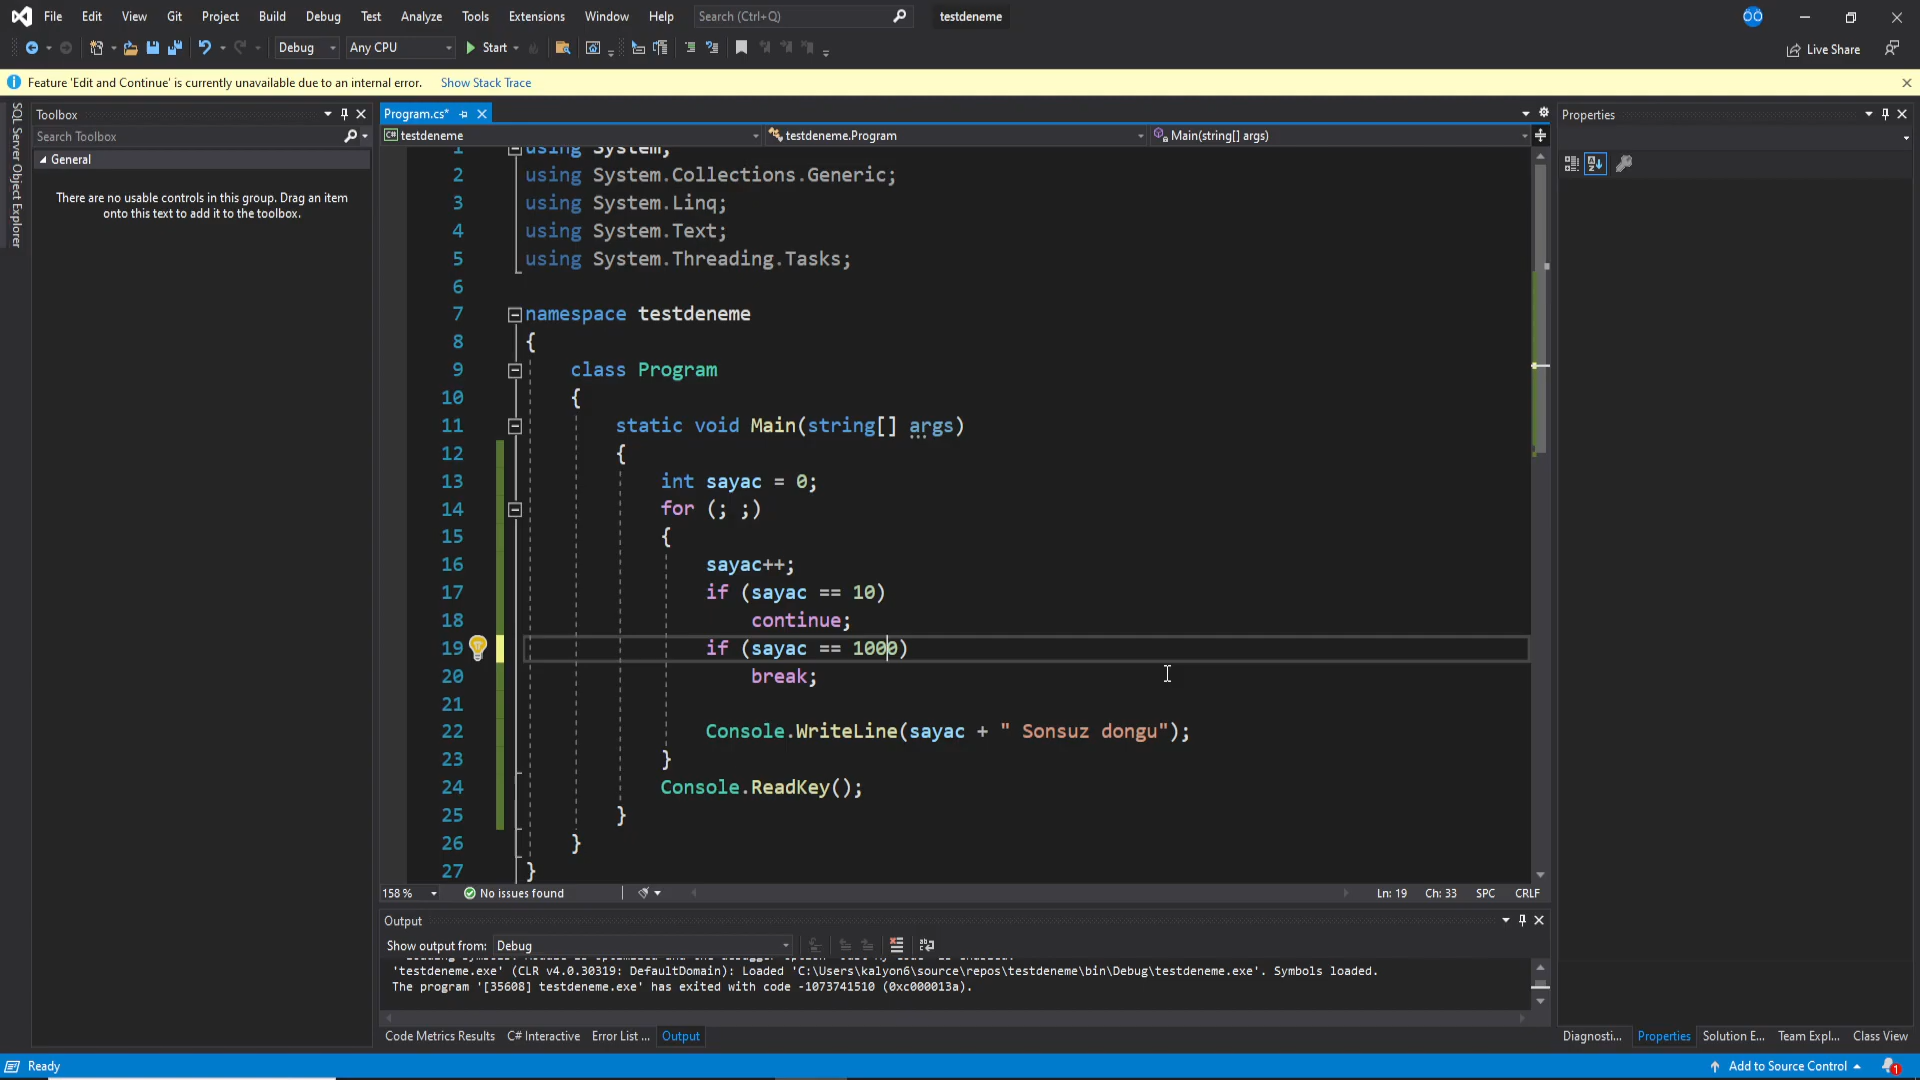 File Edit View Git Project Build Debug Test Analyze Tools Extensions Window Help Search (Ctrl+Q) testdeneme
Debug Any CPU Start Live Share
Feature 'Edit and Continue' is currently unavailable due to an internal error. Show Stack Trace
SQL Server Object Explorer
Toolbox
Search Toolbox
General
There are no usable controls in this group. Drag an item
onto this text to add it to the toolbox.
Program.cs*
testdeneme testdeneme.Program Main(string[] args)
1 using System;
2 using System.Collections.Generic;
3 using System.Linq;
4 using System.Text;
5 using System.Threading.Tasks;
6
7 namespace testdeneme
8 {
9 class Program
10 {
11 static void Main(string[] args)
12 {
13 int sayac = 0;
14 for (; ;)
15 {
16 sayac++;
17 if (sayac == 10)
18 continue;
19 if (sayac == 1000)
20 break;
21
22 Console.WriteLine(sayac + " Sonsuz dongu");
23 }
24 Console.ReadKey();
25 }
26 }
27 }
158 % No issues found Ln: 19 Ch: 33 SPC CRLF
Output
Show output from: Debug
'testdeneme.exe' (CLR v4.0.30319: DefaultDomain): Loaded 'C:\Users\kalyon6\source\repos\testdeneme\bin\Debug\testdeneme.exe'. Symbols loaded.
The program '[35608] testdeneme.exe' has exited with code -1073741510 (0xc000013a).
Code Metrics Results C# Interactive Error List ... Output
Properties
Diagnosti... Properties Solution E... Team Expl... Class View
Ready Add to Source Control 1